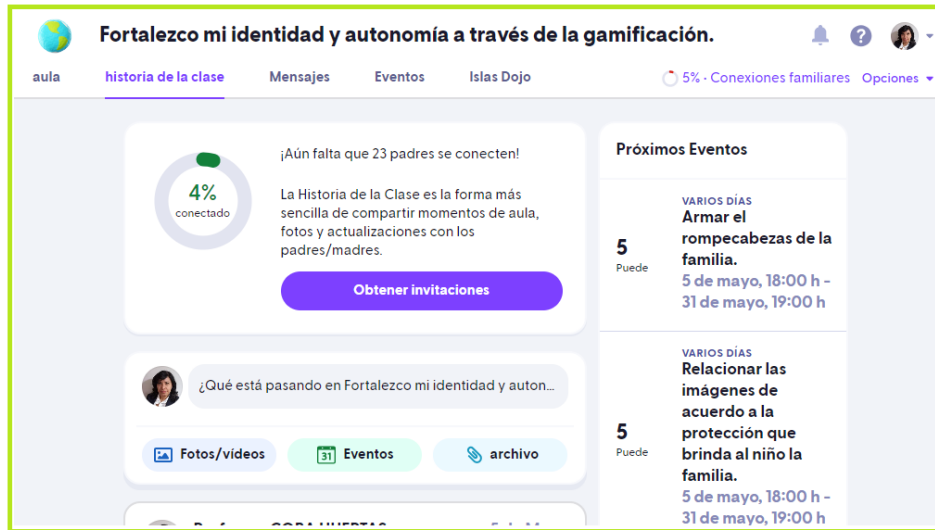 Fortalezco mi identidad y autonomía a través de la gamificación.
aula
historia de la clase
Mensajes
Eventos
Islas Dojo
5% · Conexiones familiares
Opciones
4%
conectado
¡Aún falta que 23 padres se conecten!
La Historia de la Clase es la forma más
sencilla de compartir momentos de aula,
fotos y actualizaciones con los
padres/madres.
Obtener invitaciones
¿Qué está pasando en Fortalezco mi identidad y auton...
Fotos/vídeos
31
Eventos
archivo
Próximos Eventos
5
Puede
VARIOS DÍAS
Armar el
rompecabezas de la
familia.
5 de mayo, 18:00 h -
31 de mayo, 19:00 h
5
Puede
VARIOS DÍAS
Relacionar las
imágenes de
acuerdo a la
protección que
brinda al niño la
familia.
5 de mayo, 18:00 h -
31 de mayo, 19:00 h